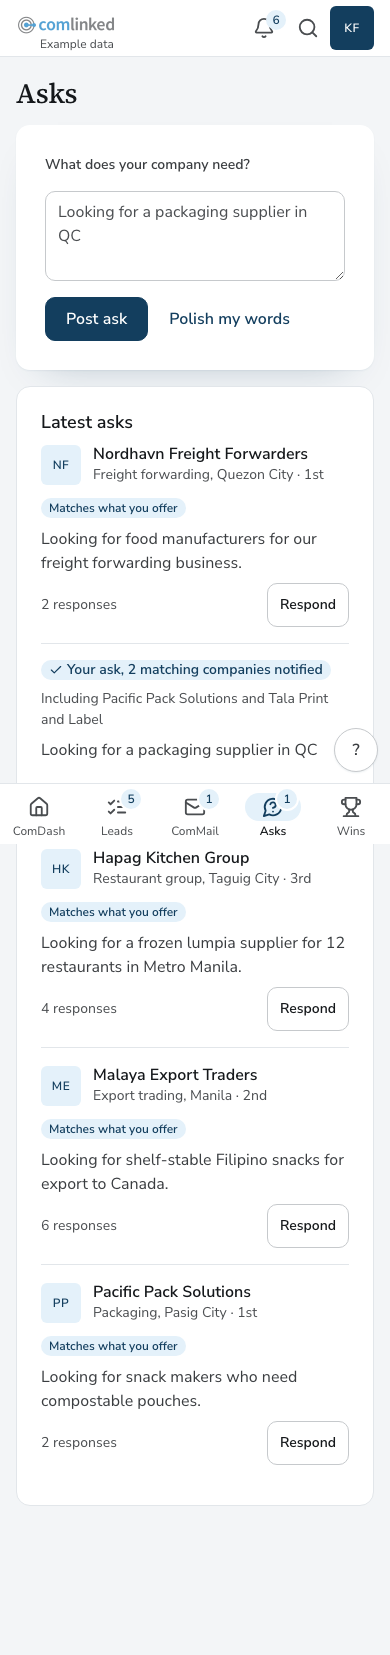 comlinked
Example data
6
KF
Asks
What does your company need?
Looking for a packaging supplier in
QC
Post ask
Polish my words
Latest asks
NF
Nordhavn Freight Forwarders
Freight forwarding, Quezon City · 1st
Matches what you offer
Looking for food manufacturers for our
freight forwarding business.
2 responses
Respond
Your ask, 2 matching companies notified
Including Pacific Pack Solutions and Tala Print
and Label
Looking for a packaging supplier in QC
?
5
1
1
ComDash
Leads
ComMail
Asks
Wins
HK
Hapag Kitchen Group
Restaurant group, Taguig City · 3rd
Matches what you offer
Looking for a frozen lumpia supplier for 12
restaurants in Metro Manila.
4 responses
Respond
ME
Malaya Export Traders
Export trading, Manila · 2nd
Matches what you offer
Looking for shelf-stable Filipino snacks for
export to Canada.
6 responses
Respond
PP
Pacific Pack Solutions
Packaging, Pasig City · 1st
Matches what you offer
Looking for snack makers who need
compostable pouches.
2 responses
Respond